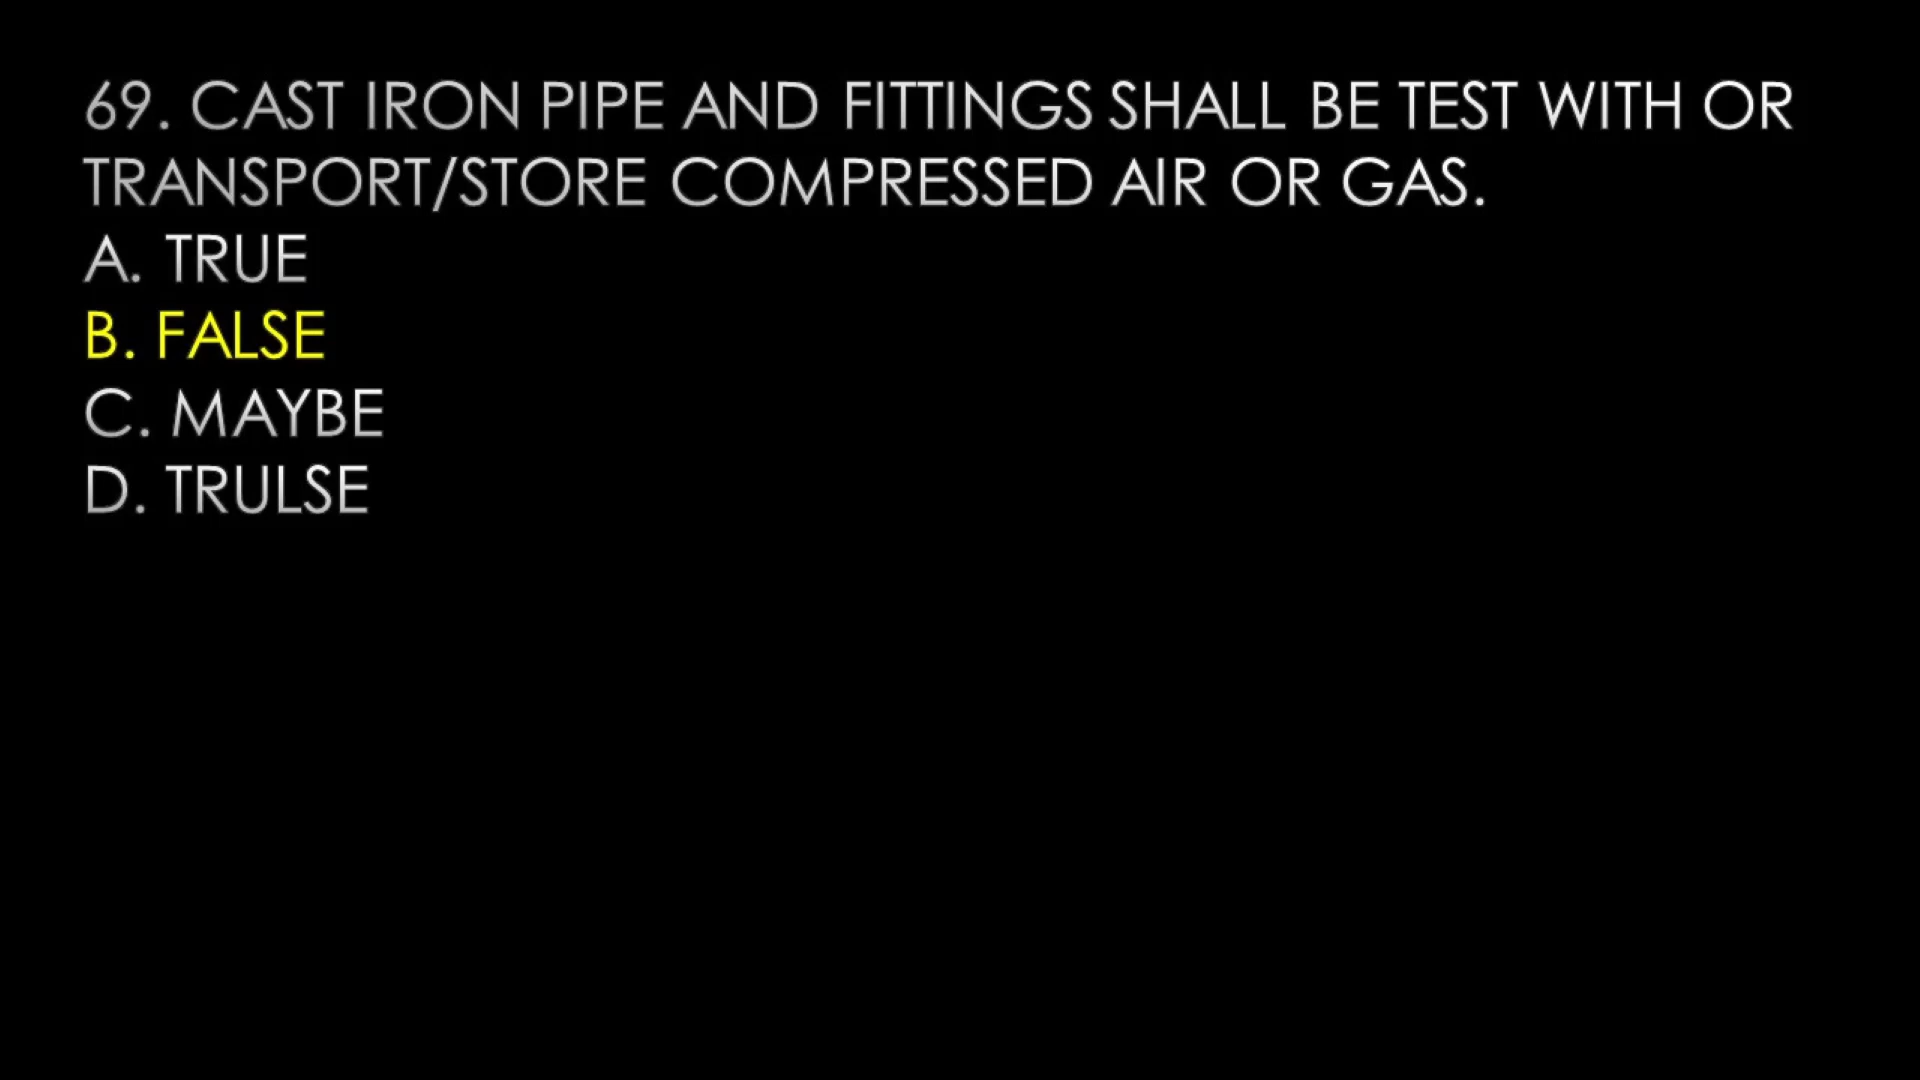 69. CAST IRON PIPE AND FITTINGS SHALL BE TEST WITH OR
TRANSPORT/STORE COMPRESSED AIR OR GAS.
A. TRUE
B. FALSE
C. MAYBE
D. TRULSE